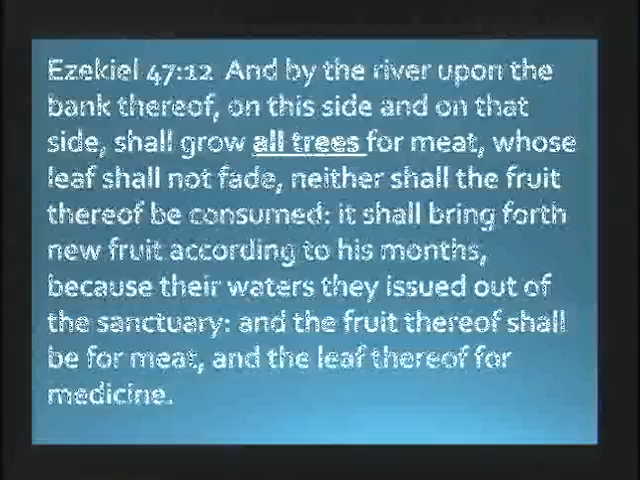 Ezekiel 47:12 And by the river upon the
bank thereof, on this side and on that
side, shall grow all trees for meat, whose
leaf shall not fade, neither shall the fruit
thereof be consumed: it shall bring forth
new fruit according to his months,
because their waters they issued out of
the sanctuary: and the fruit thereof shall
be for meat, and the leaf thereof for
medicine.